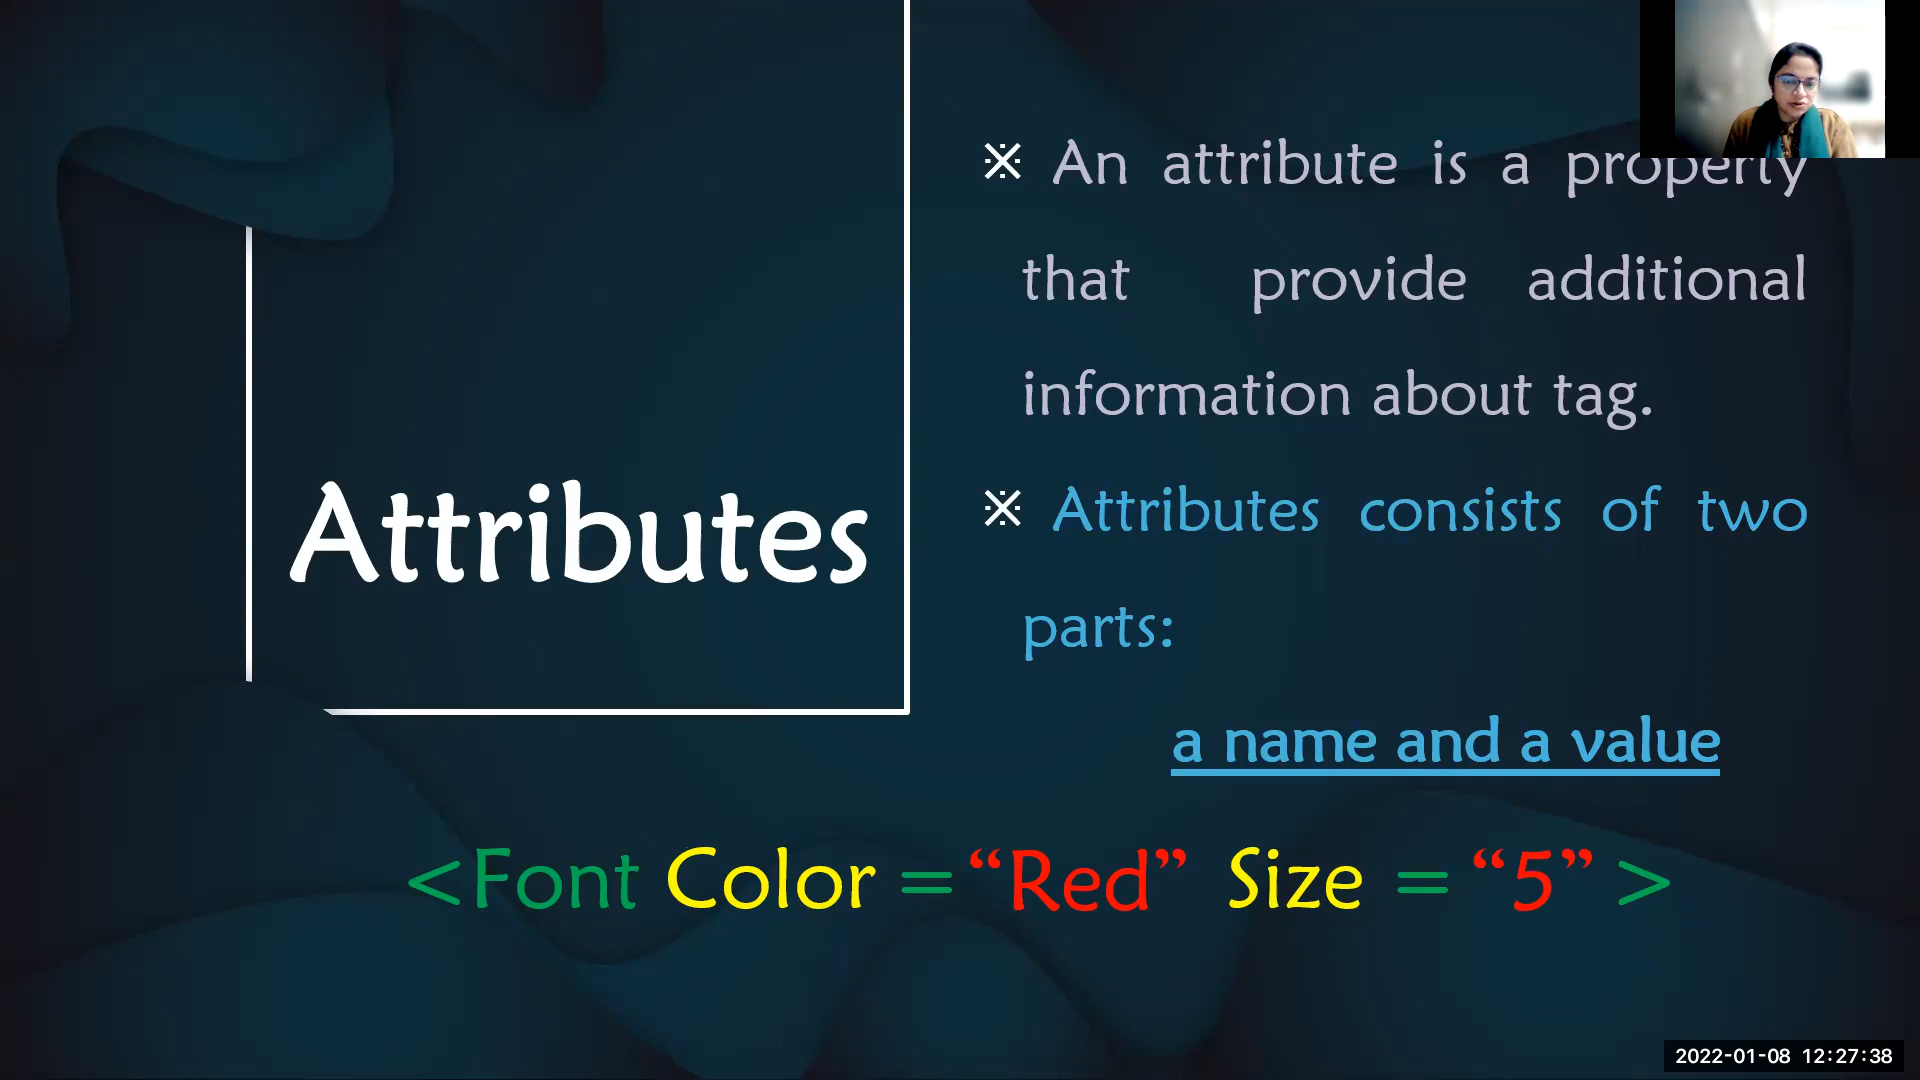 Attributes
※ An attribute is a property
that provide additional
information about tag.
※ Attributes consists of two
parts:
a name and a value
<Font Color = “Red” Size = “5” >
2022-01-08 12:27:38